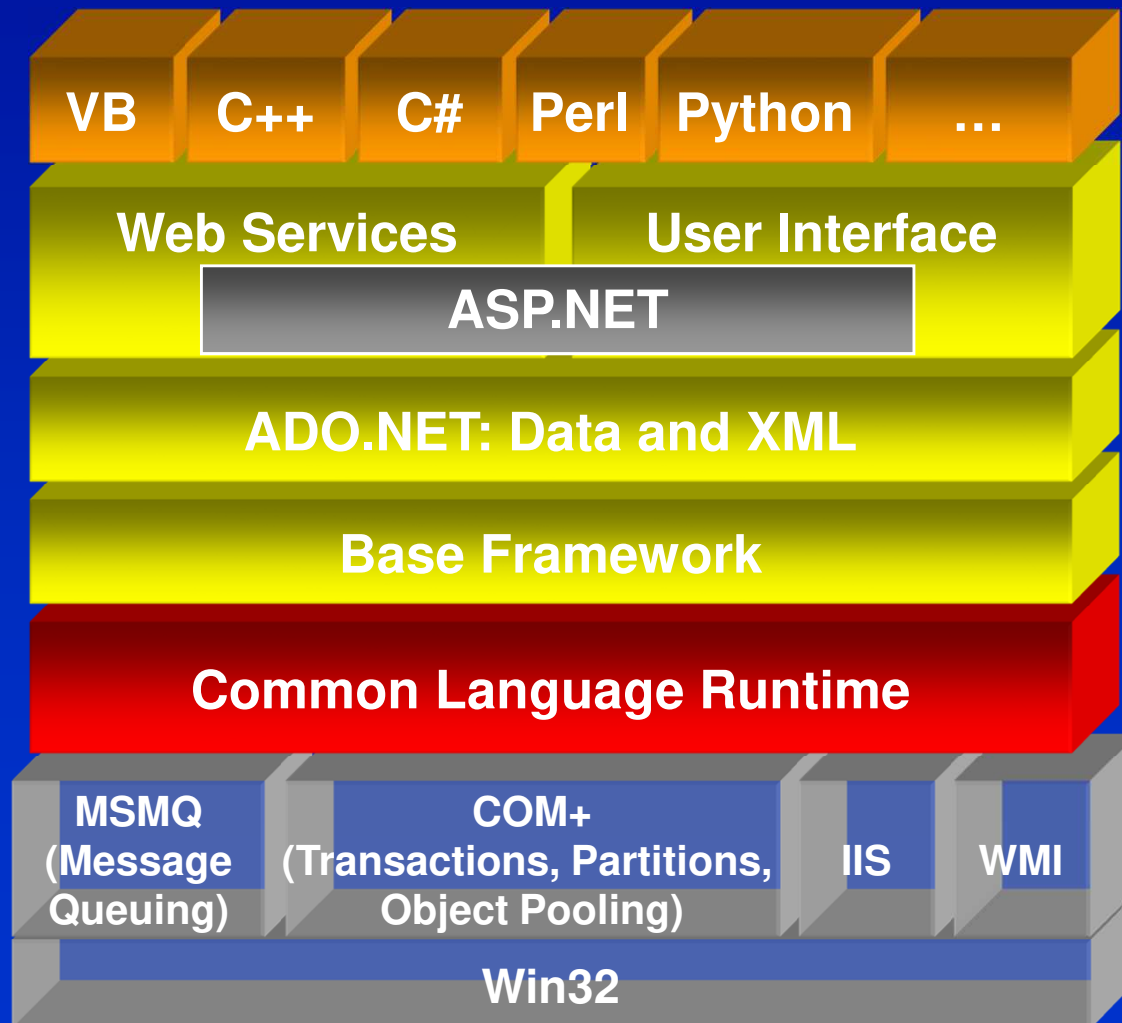 VB
C++
C#
Perl
Python
...
Web Services
User Interface
ASP.NET
ADO.NET: Data and XML
Base Framework
Common Language Runtime
MSMQ
(Message
Queuing)
COM+
(Transactions, Partitions,
Object Pooling)
IIS
WMI
Win32